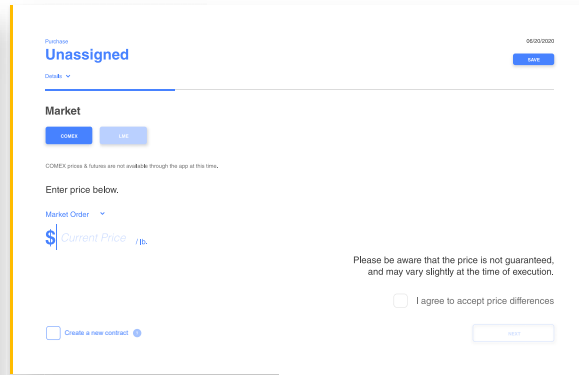 Purchase
06/20/2020
Unassigned
SAVE
Details
Market
COMEX
LME
COMEX prices & futures are not available through the app at this time.
Enter price below.
Market Order
$ Current Price / lb.
Please be aware that the price is not guaranteed,
and may vary slightly at the time of execution.
I agree to accept price differences
Create a new contract
NEXT